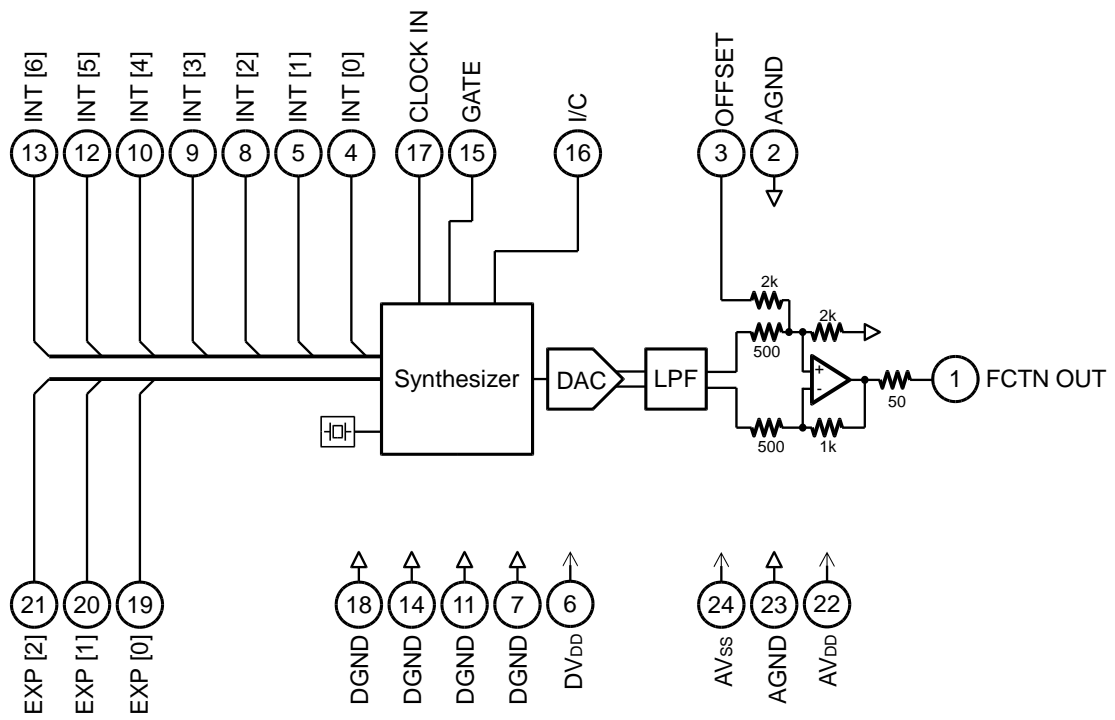 INT [6]
INT [5]
INT [4]
INT [3]
INT [2]
INT [1]
INT [0]
CLOCK IN
GATE
I/C
OFFSET
AGND
13
12
10
9
8
5
4
17
15
16
3
2
2k
2k
500
Synthesizer
DAC
LPF
+
-
50
1
FCTN OUT
500
1k
21
20
19
18
14
11
7
6
24
23
22
EXP [2]
EXP [1]
EXP [0]
DGND
DGND
DGND
DGND
DVDD
AVSS
AGND
AVDD